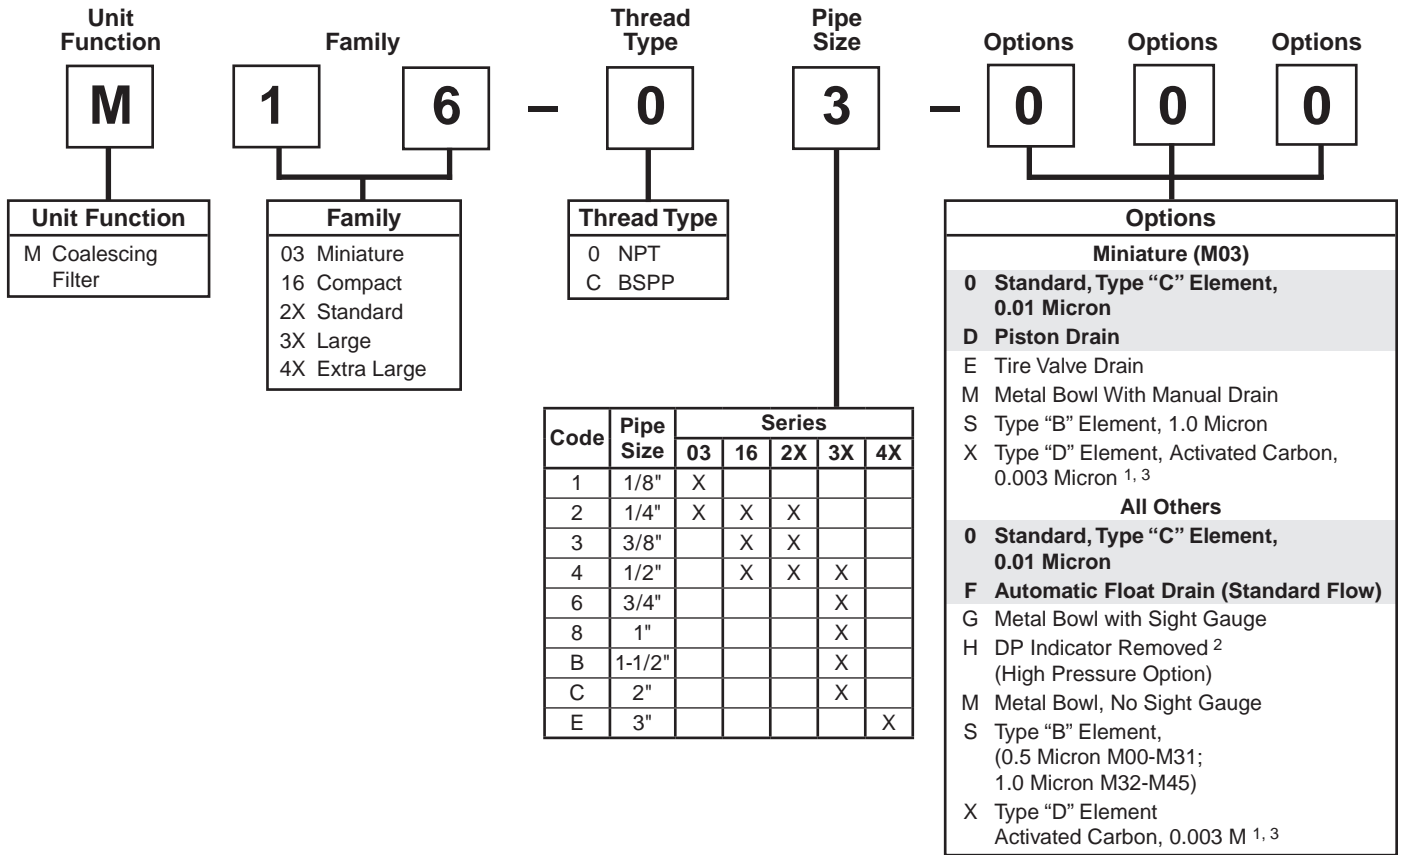 Unit Function
Family
Thread Type
Pipe Size
Options
Options
Options
M
1
6
–
0
3
–
0
0
0
Unit Function
M Coalescing
Filter
Family
03 Miniature
16 Compact
2X Standard
3X Large
4X Extra Large
Thread Type
0 NPT
C BSPP
Code Pipe Size Series
03 16 2X 3X 4X
1 1/8" X
2 1/4" X X X
3 3/8" X X
4 1/2" X X X
6 3/4" X
8 1" X
B 1-1/2" X
C 2" X
E 3" X
Options
Miniature (M03)
0 Standard, Type “C” Element,
0.01 Micron
D Piston Drain
E Tire Valve Drain
M Metal Bowl With Manual Drain
S Type “B” Element, 1.0 Micron
X Type “D” Element, Activated Carbon,
0.003 Micron 1, 3
All Others
0 Standard, Type “C” Element,
0.01 Micron
F Automatic Float Drain (Standard Flow)
G Metal Bowl with Sight Gauge
H DP Indicator Removed 2
(High Pressure Option)
M Metal Bowl, No Sight Gauge
S Type “B” Element,
(0.5 Micron M00-M31;
1.0 Micron M32-M45)
X Type “D” Element
Activated Carbon, 0.003 M 1, 3